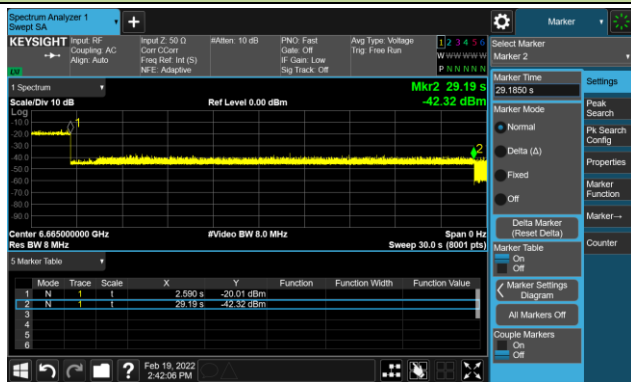 Spectrum Analyzer 1
Swept SA
+
Marker
KEYSIGHT
Input: RF
Coupling: AC
Align: Auto
Input Z: 50 Ω
Corr CCorr
Freq Ref: Int (S)
NFE: Adaptive
#Atten: 10 dB
PNO: Fast
Gate: Off
IF Gain: Low
Sig Track: Off
Avg Type: Voltage
Trig: Free Run
1 2 3 4 5 6
W W W W W W
P N N N N N
Select Marker
Marker 2
1 Spectrum
Mkr2 29.19 s
-42.32 dBm
Scale/Div 10 dB
Ref Level 0.00 dBm
Log
-10.0
-20.0
-30.0
-40.0
-50.0
-60.0
-70.0
-80.0
-90.0
1
2
Center 6.665000000 GHz
#Video BW 8.0 MHz
Span 0 Hz
Res BW 8 MHz
Sweep 30.0 s (8001 pts)
5 Marker Table
Mode Trace Scale X Y Function Function Width Function Value
1 N 1 t 2.590 s -20.01 dBm
2 N 1 t 29.19 s -42.32 dBm
3
4
5
6
Marker Time
29.1850 s
Marker Mode
Normal
Delta (Δ)
Fixed
Off
Delta Marker
(Reset Delta)
Marker Table
On
Off
Marker Settings
Diagram
All Markers Off
Couple Markers
On
Off
Settings
Peak
Search
Pk Search
Config
Properties
Marker
Function
Marker→
Counter
?
Feb 19, 2022
2:42:06 PM